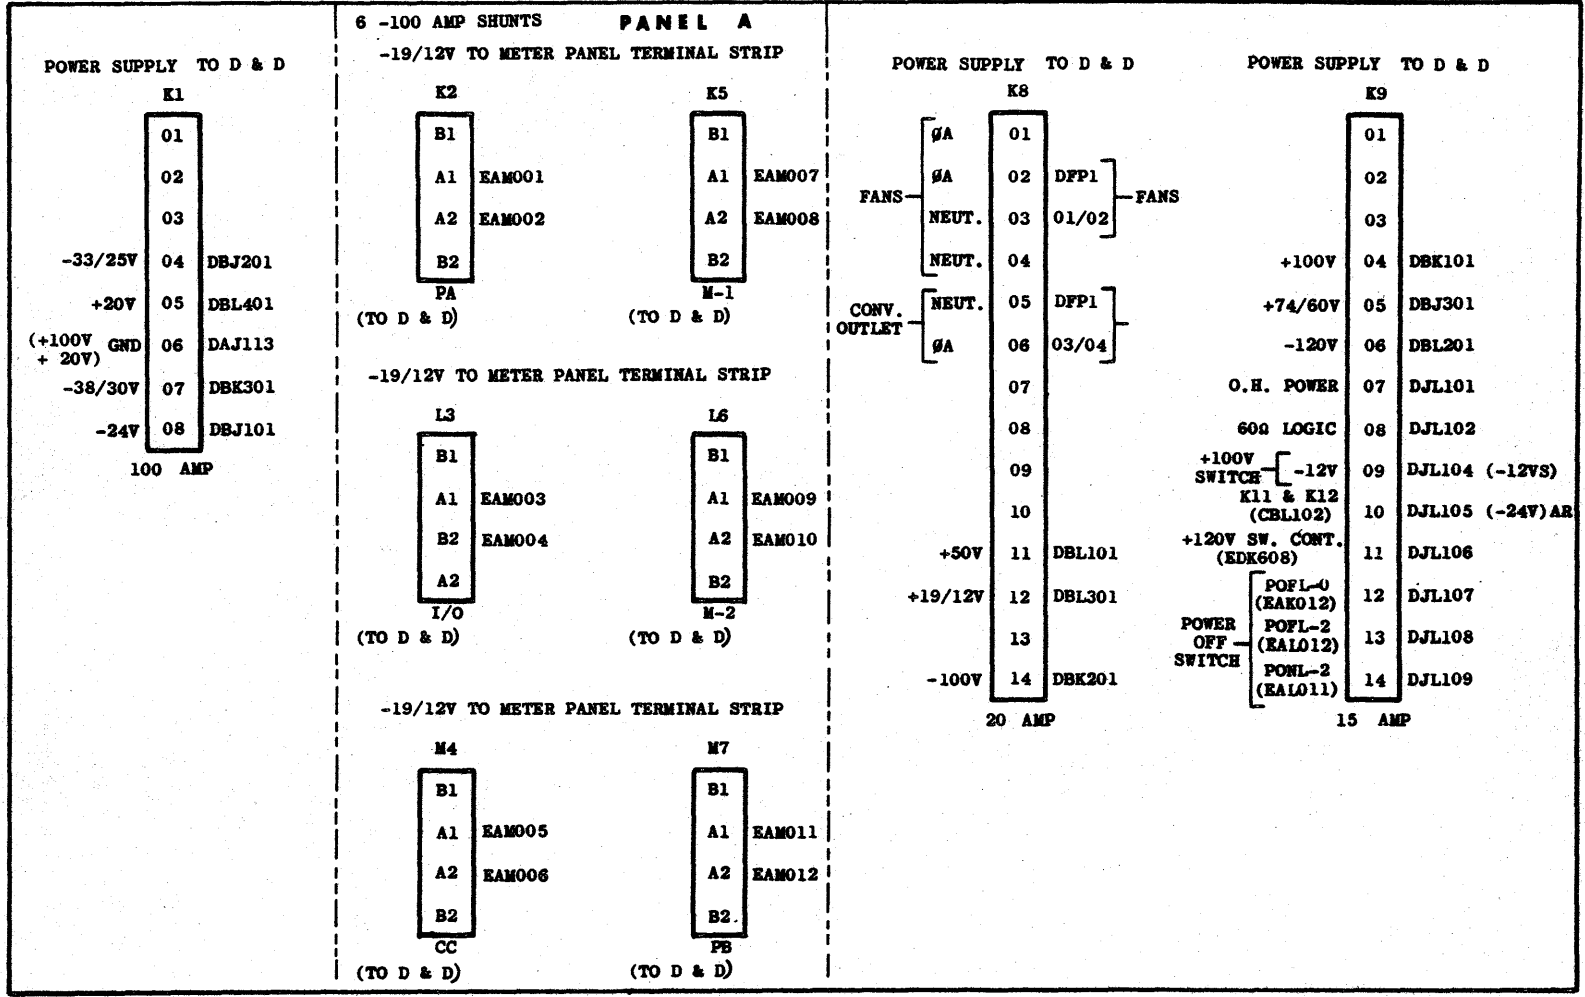 6 -100 AMP SHUNTS PANEL A
POWER SUPPLY TO D & D
K1
01
02
03
-33/25V 04 DBJ201
+20V 05 DBL401
(+100V + 20V) GND 06 DAJ113
-38/30V 07 DBK301
-24V 08 DBJ101
100 AMP
-19/12V TO METER PANEL TERMINAL STRIP
K2
B1
A1 EAM001
A2 EAM002
B2
PA
(TO D & D)
K5
B1
A1 EAM007
A2 EAM008
B2
M-1
(TO D & D)
-19/12V TO METER PANEL TERMINAL STRIP
L3
B1
A1 EAM003
B2 EAM004
A2
I/O
(TO D & D)
L6
B1
A1 EAM009
A2 EAM010
B2
M-2
(TO D & D)
-19/12V TO METER PANEL TERMINAL STRIP
M4
B1
A1 EAM005
A2 EAM006
B2
CC
(TO D & D)
M7
B1
A1 EAM011
A2 EAM012
B2
PB
(TO D & D)
POWER SUPPLY TO D & D
K8
ØA 01
ØA 02 DFP1
FANS
NEUT. 03 01/02
FANS
NEUT. 04
CONV.
OUTLET
NEUT. 05 DFP1
ØA 06 03/04
07
08
09
10
+50V 11 DBL101
+19/12V 12 DBL301
13
-100V 14 DBK201
20 AMP
POWER SUPPLY TO D & D
K9
01
02
03
+100V 04 DBK101
+74/60V 05 DBJ301
-120V 06 DBL201
O.H. POWER 07 DJL101
60Ω LOGIC 08 DJL102
+100V
SWITCH
-12V 09 DJL104 (-12VS)
K11 & K12
(CBL102) 10 DJL105 (-24V)AR
+120V SW. CONT.
(EDK608) 11 DJL106
POWER
OFF
SWITCH
POFL-0
(EAK012) 12 DJL107
POFL-2
(EAL012) 13 DJL108
PONL-2
(EAL011) 14 DJL109
15 AMP